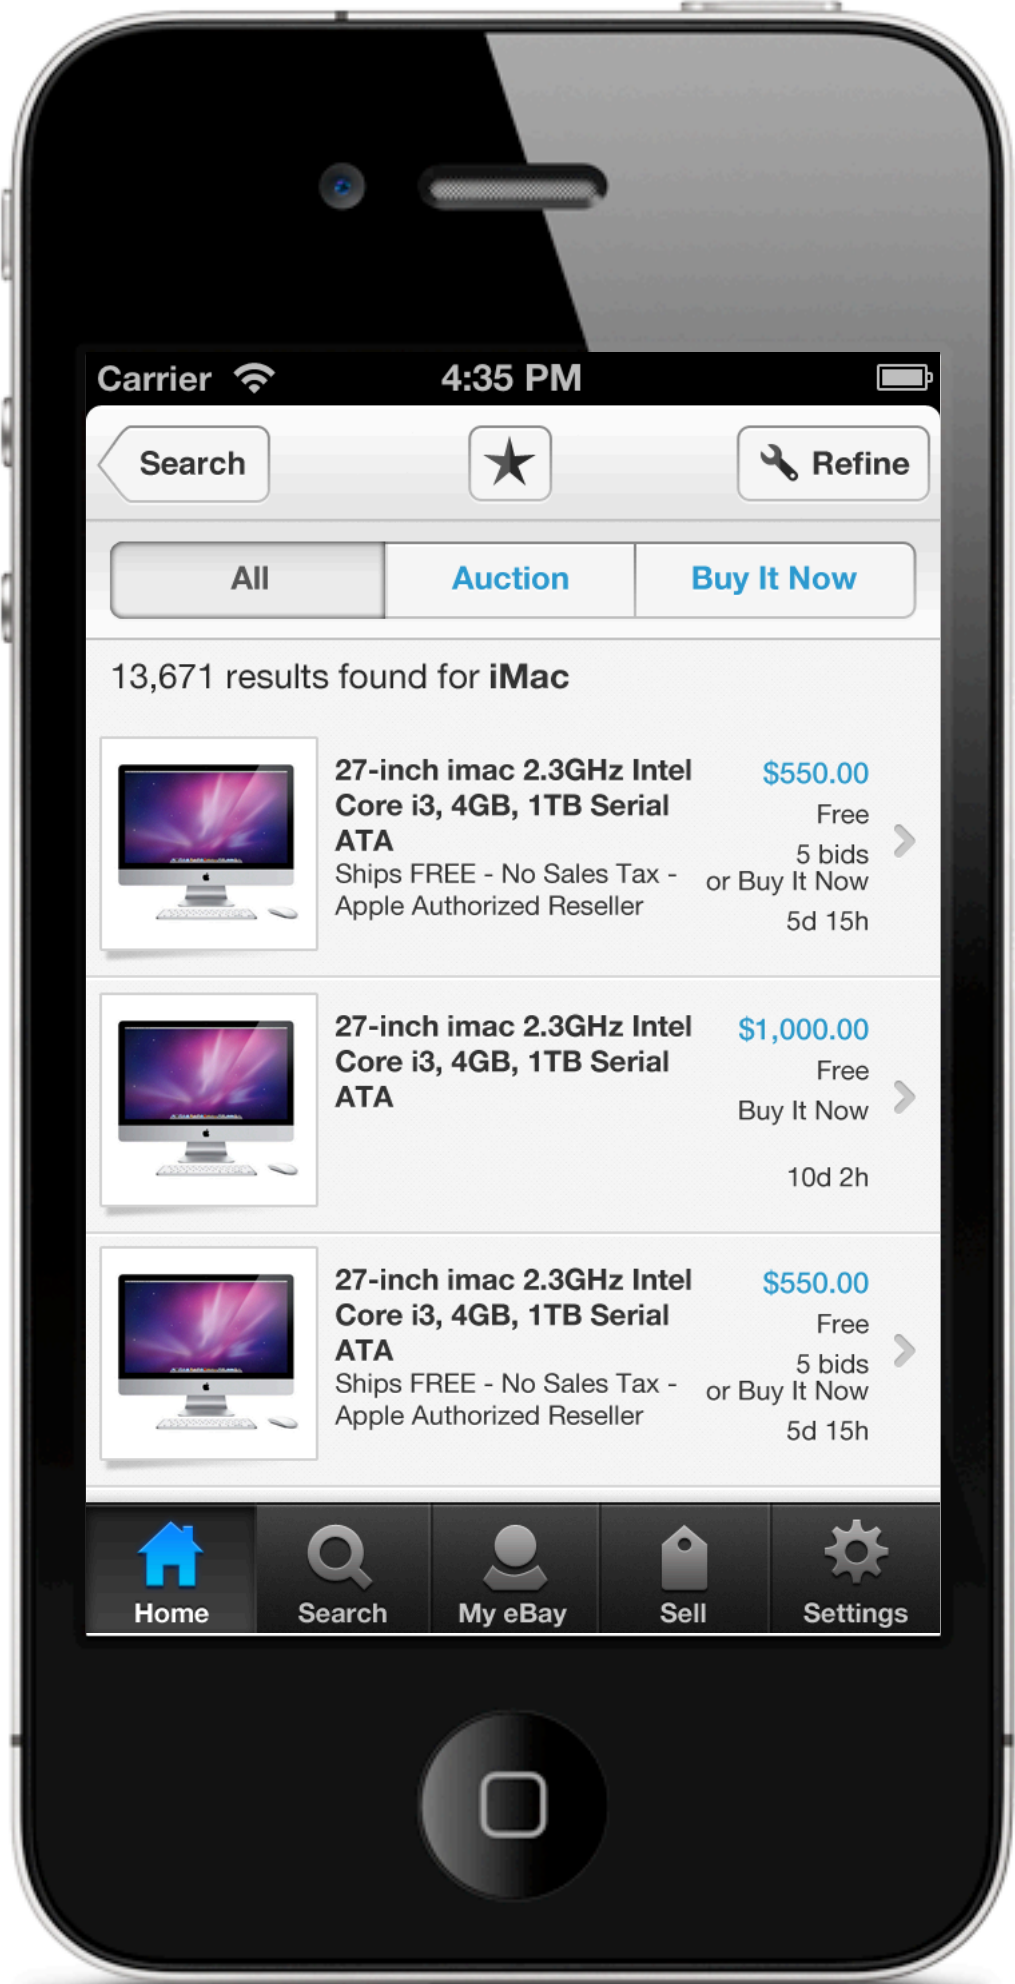 Carrier 4:35 PM
Search Refine
All Auction Buy It Now
13,671 results found for iMac
27-inch imac 2.3GHz Intel
Core i3, 4GB, 1TB Serial
ATA
Ships FREE - No Sales Tax -
Apple Authorized Reseller
$550.00
Free
5 bids
or Buy It Now
5d 15h
27-inch imac 2.3GHz Intel
Core i3, 4GB, 1TB Serial
ATA
$1,000.00
Free
Buy It Now
10d 2h
27-inch imac 2.3GHz Intel
Core i3, 4GB, 1TB Serial
ATA
Ships FREE - No Sales Tax -
Apple Authorized Reseller
$550.00
Free
5 bids
or Buy It Now
5d 15h
Home Search My eBay Sell Settings